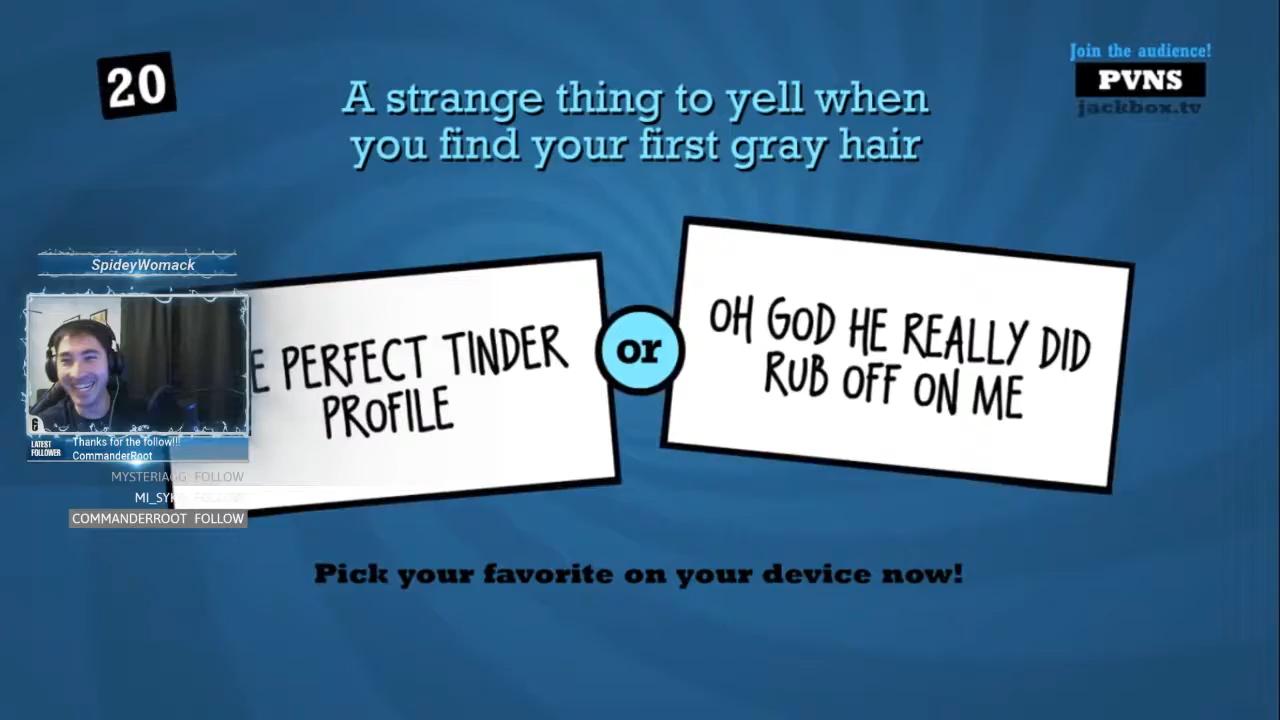 20
Join the audience!
PVNS
jackbox.tv
A strange thing to yell when
you find your first gray hair
SpideyWomack
E PERFECT TINDER
PROFILE
or
OH GOD HE REALLY DID
RUB OFF ON ME
LATEST
FOLLOWER
Thanks for the follow!!!
CommanderRoot
MYSTERIAGG FOLLOW
FOLLOW
COMMANDERROOT FOLLOW
Pick your favorite on your device now!